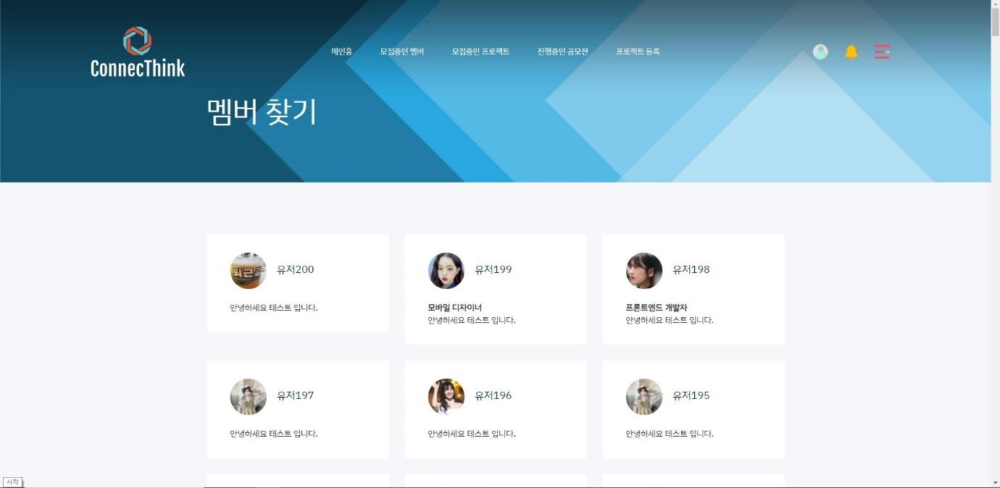 ConnecThink
메인홈
모집중인 멤버
모집중인 프로젝트
진행중인 공모전
프로젝트 등록
멤버 찾기
퇴근
유저200
안녕하세요 테스트 입니다.
유저199
모바일 디자이너
안녕하세요 테스트 입니다.
유저198
프론트엔드 개발자
안녕하세요 테스트 입니다.
유저197
안녕하세요 테스트 입니다.
유저196
안녕하세요 테스트 입니다.
유저195
안녕하세요 테스트 입니다.
시작